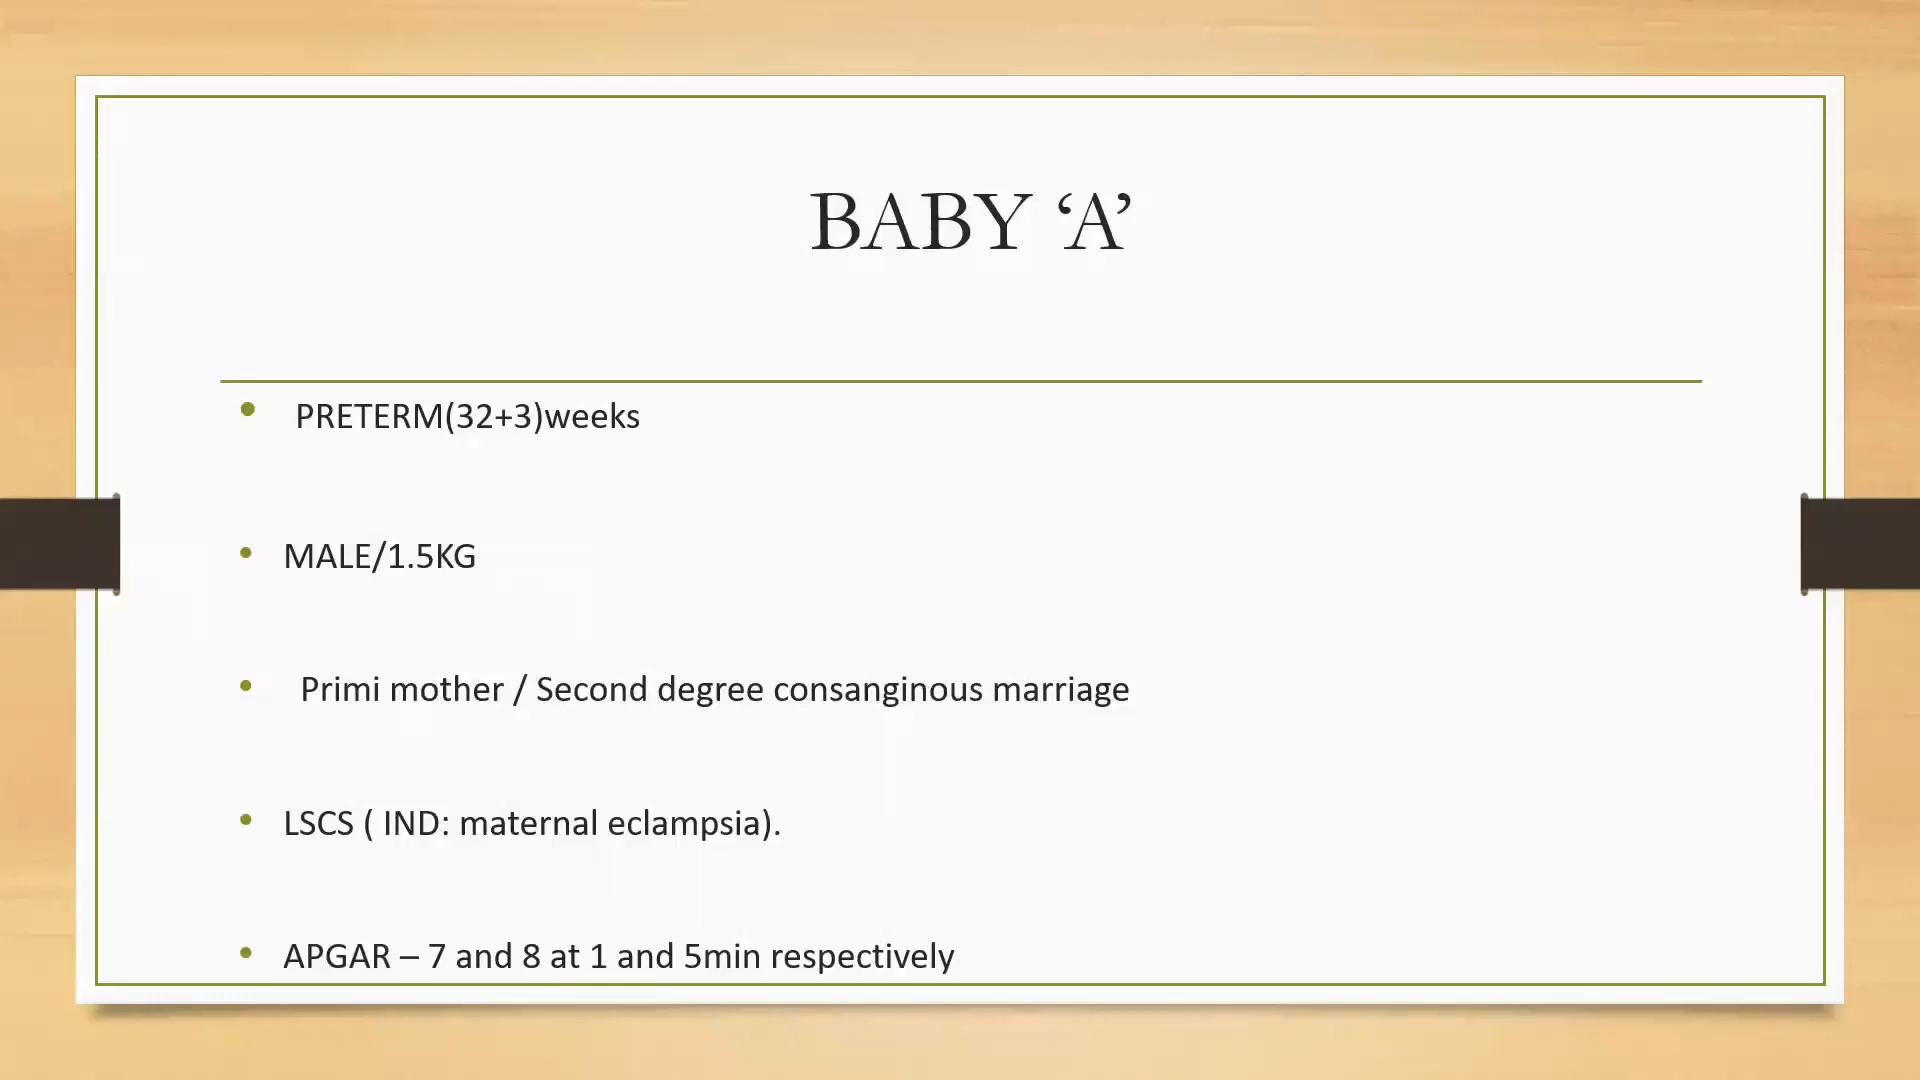 BABY ‘A’
PRETERM(32+3)weeks
MALE/1.5KG
Primi mother / Second degree consanginous marriage
LSCS ( IND: maternal eclampsia).
APGAR – 7 and 8 at 1 and 5min respectively